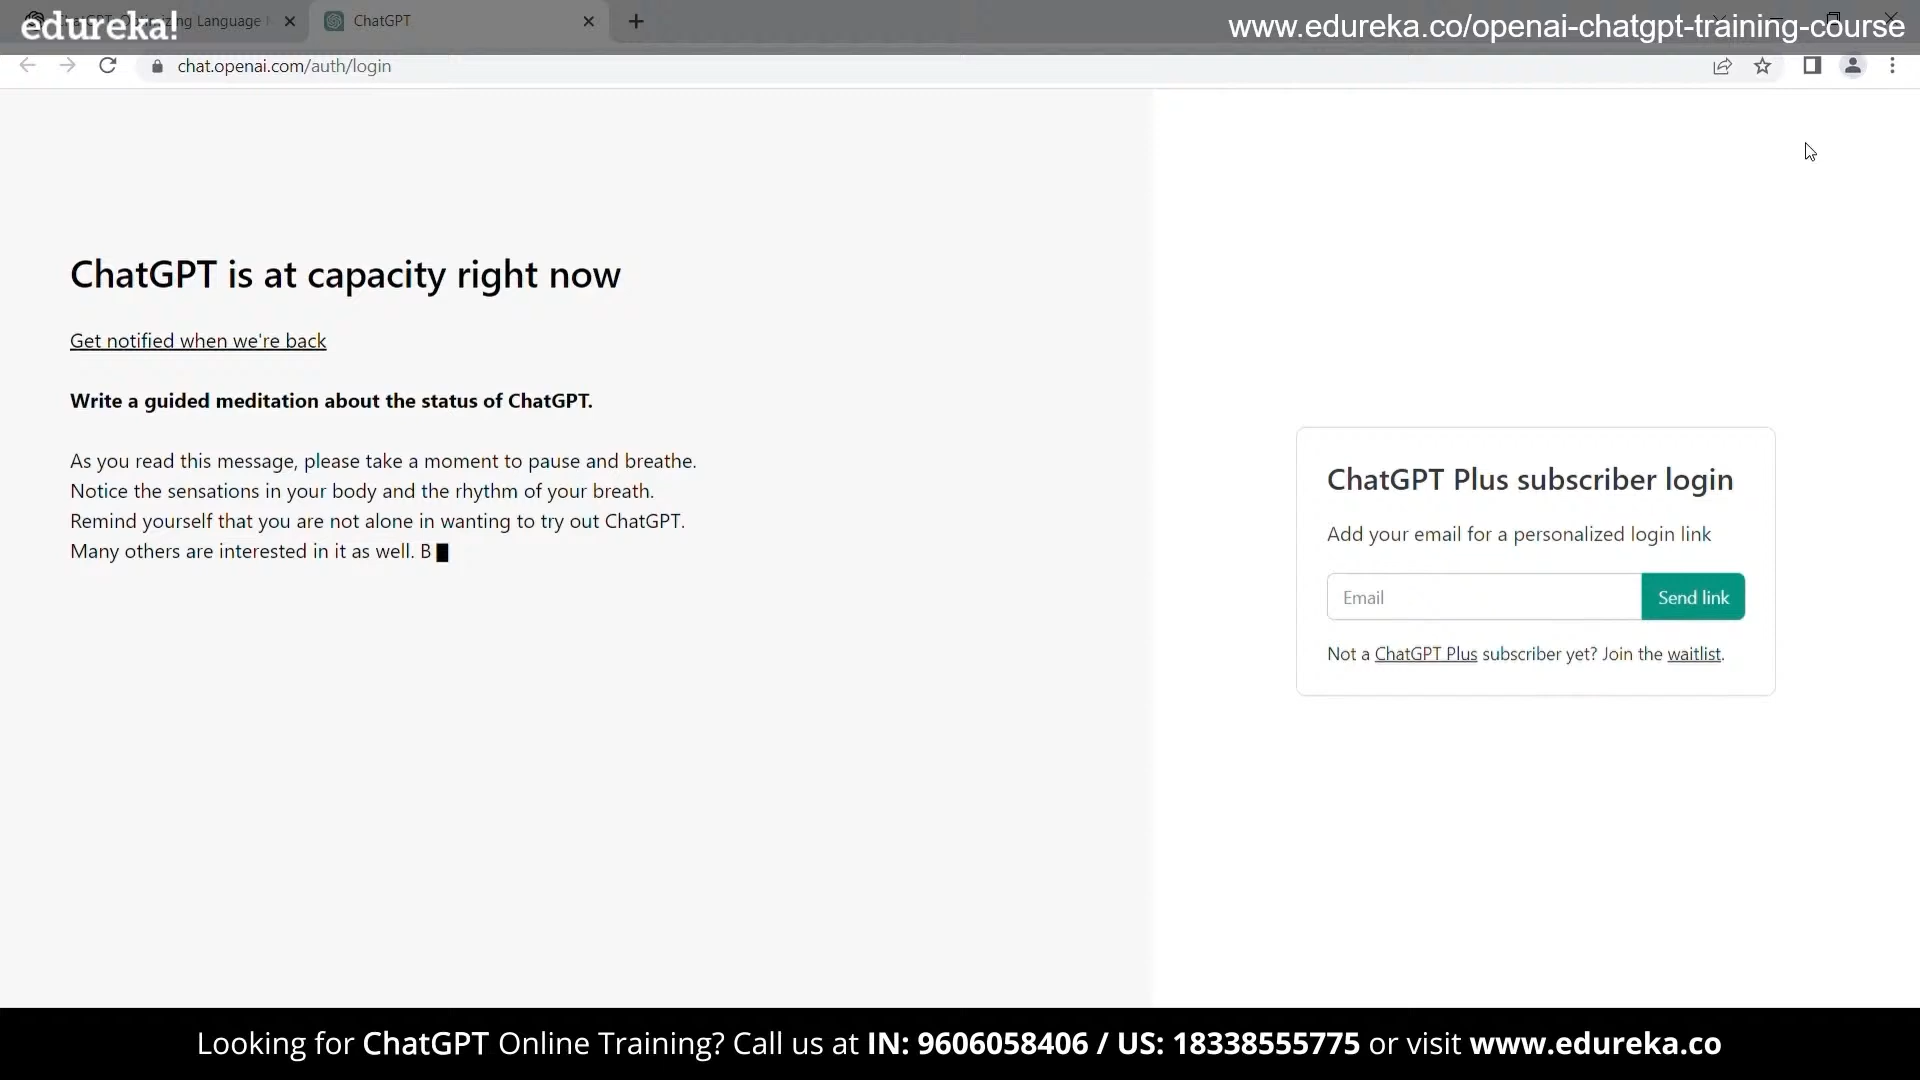 edureka!
zing Language
ChatGPT
www.edureka.co/openai-chatgpt-training-course
chat.openai.com/auth/login
ChatGPT is at capacity right now
Get notified when we're back
Write a guided meditation about the status of ChatGPT.
As you read this message, please take a moment to pause and breathe.
Notice the sensations in your body and the rhythm of your breath.
Remind yourself that you are not alone in wanting to try out ChatGPT.
Many others are interested in it as well. B
ChatGPT Plus subscriber login
Add your email for a personalized login link
Email
Send link
Not a ChatGPT Plus subscriber yet? Join the waitlist.
Looking for ChatGPT Online Training? Call us at IN: 9606058406 / US: 18338555775 or visit www.edureka.co